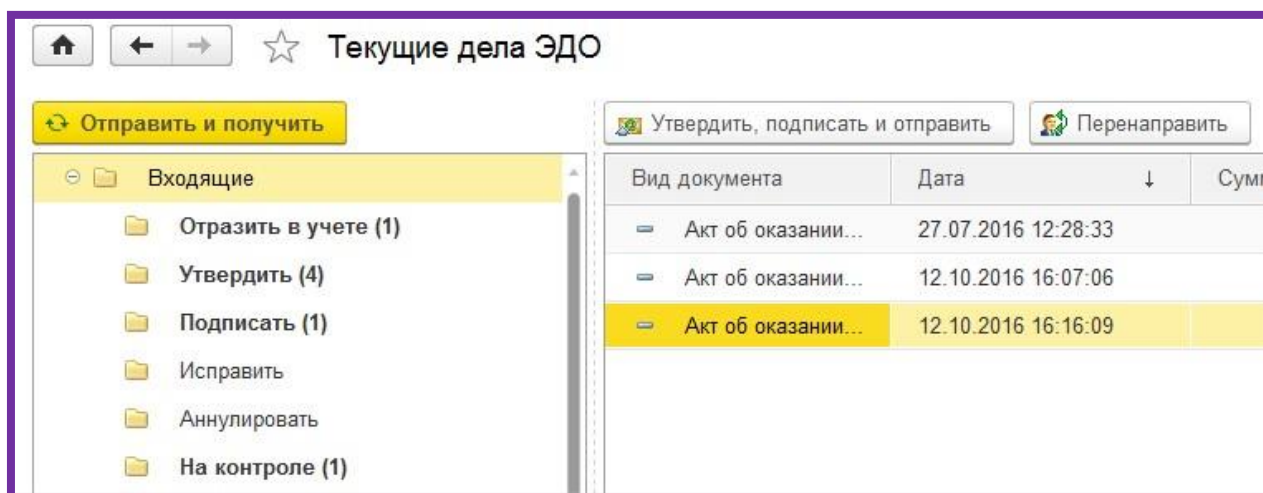 Текущие дела ЭДО
Отправить и получить
Утвердить, подписать и отправить
Перенаправить
Входящие
Отразить в учете (1)
Утвердить (4)
Подписать (1)
Исправить
Аннулировать
На контроле (1)
Вид документа Дата ↓
Акт об оказании... 27.07.2016 12:28:33
Акт об оказании... 12.10.2016 16:07:06
Акт об оказании... 12.10.2016 16:16:09